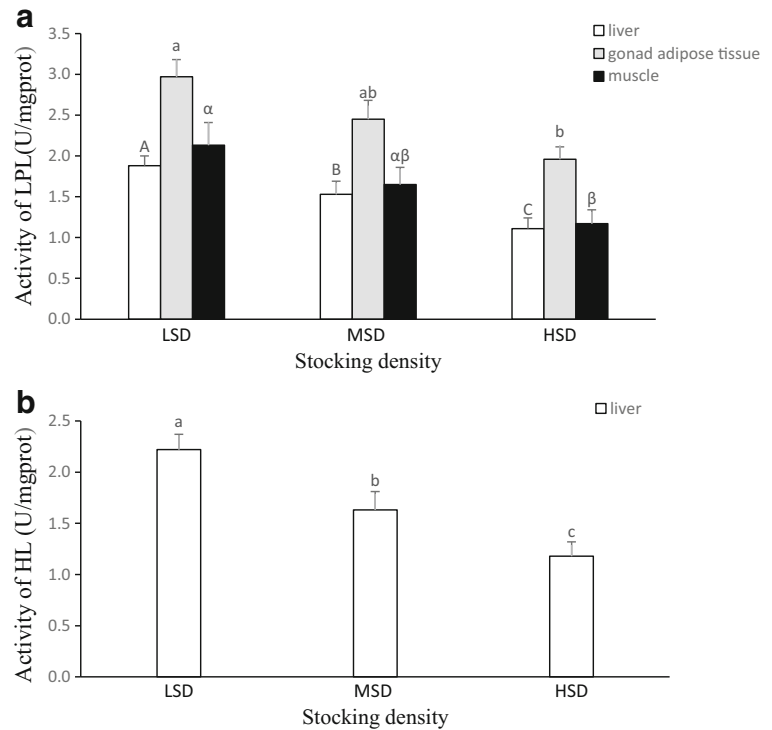 a
liver
gonad adipose tissue
muscle
Activity of LPL(U/mgprot)
3.5
3.0
2.5
2.0
1.5
1.0
0.5
0.0
A
a
α
B
ab
αβ
C
b
β
LSD
MSD
HSD
Stocking density
b
liver
Activity of HL (U/mgprot)
2.5
2.0
1.5
1.0
0.5
0.0
a
b
c
LSD
MSD
HSD
Stocking density